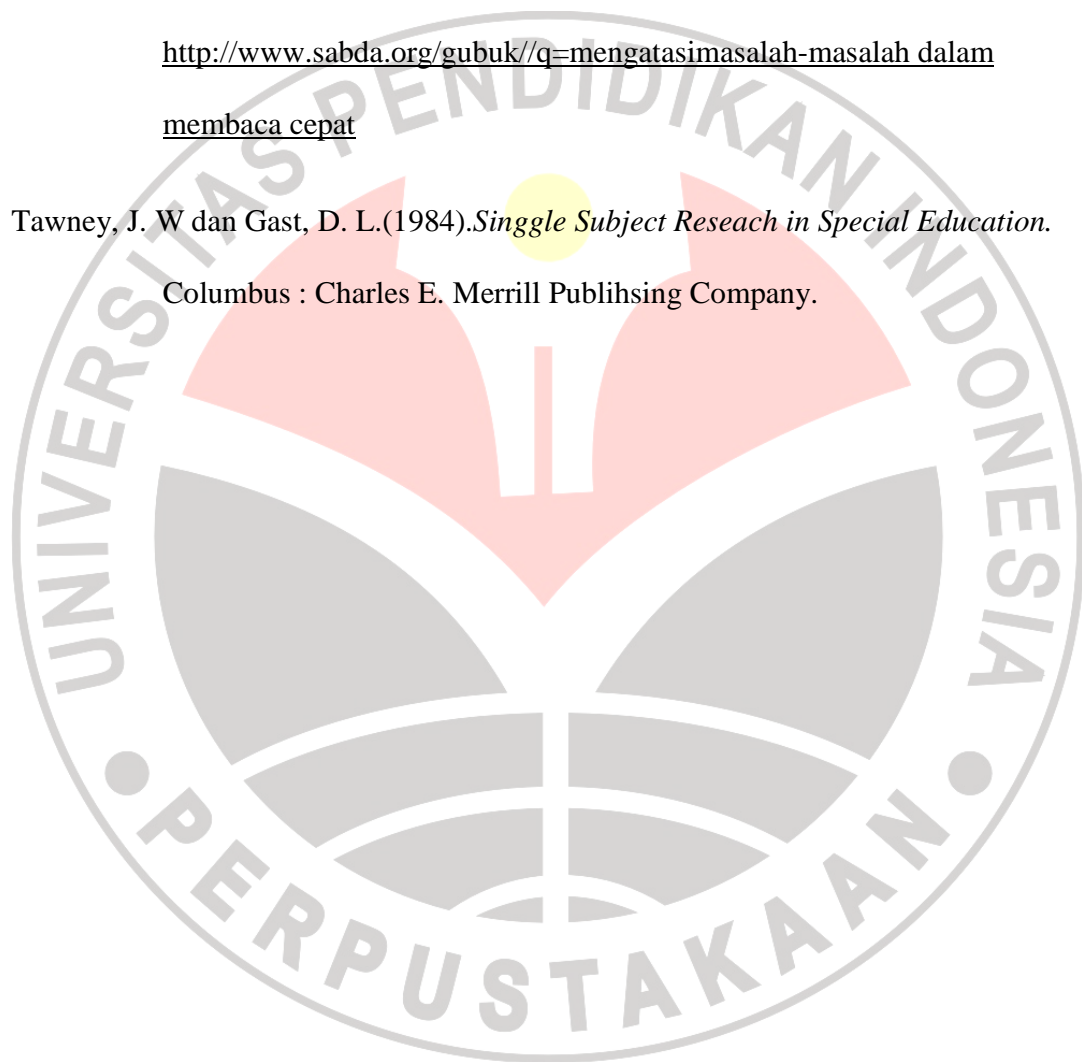 http://www.sabda.org/gubuk//q=mengatasimasalah-masalah dalam
membaca cepat
Tawney, J. W dan Gast, D. L.(1984).Singgle Subject Reseach in Special Education.
Columbus : Charles E. Merrill Publihsing Company.
UNIVERSITAS PENDIDIKAN INDONESIA
PERPUSTAKAAN